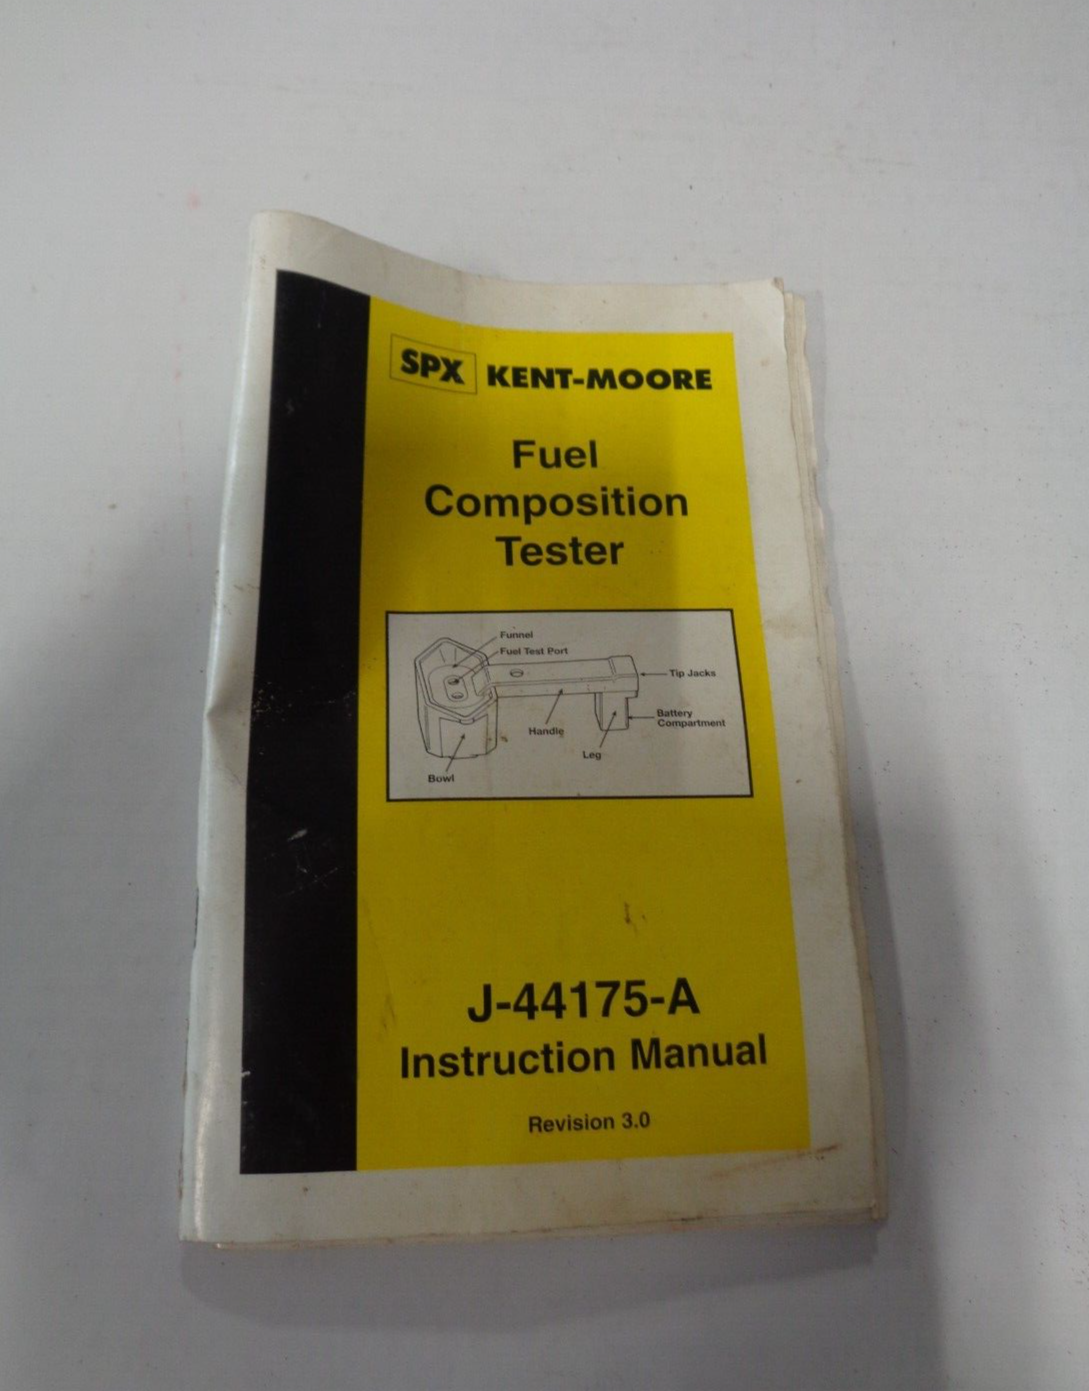 SPX KENT-MOORE
Fuel
Composition
Tester
Funnel
Fuel Test Port
Tip Jacks
Battery
Compartment
Handle
Leg
Bowl
J-44175-A
Instruction Manual
Revision 3.0